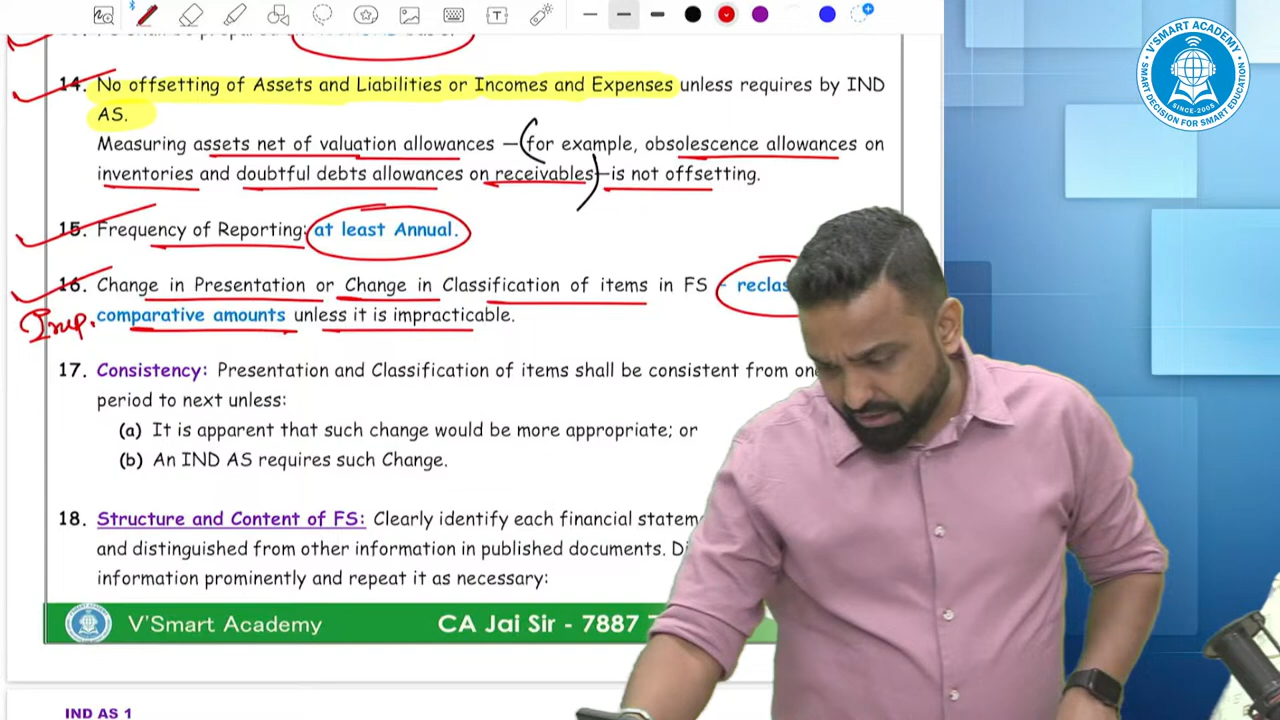 14. No offsetting of Assets and Liabilities or Incomes and Expenses unless requires by IND
AS.
Measuring assets net of valuation allowances – (for example, obsolescence allowances on
inventories and doubtful debts allowances on receivables)–is not offsetting.
15. Frequency of Reporting: at least Annual.
16. Change in Presentation or Change in Classification of items in FS -
comparative amounts unless it is impracticable.
Imp.
17. Consistency: Presentation and Classification of items shall be consistent from
period to next unless:
(a) It is apparent that such change would be more appropriate; or
(b) An IND AS requires such Change.
18. Structure and Content of FS: Clearly identify each financial
and distinguished from other information in published documents.
information prominently and repeat it as necessary:
V'Smart Academy
CA Jai Sir - 7887 7
IND AS 1
V'SMART ACADEMY
SINCE-2005
SMART DECISION FOR SMART EDUCATION